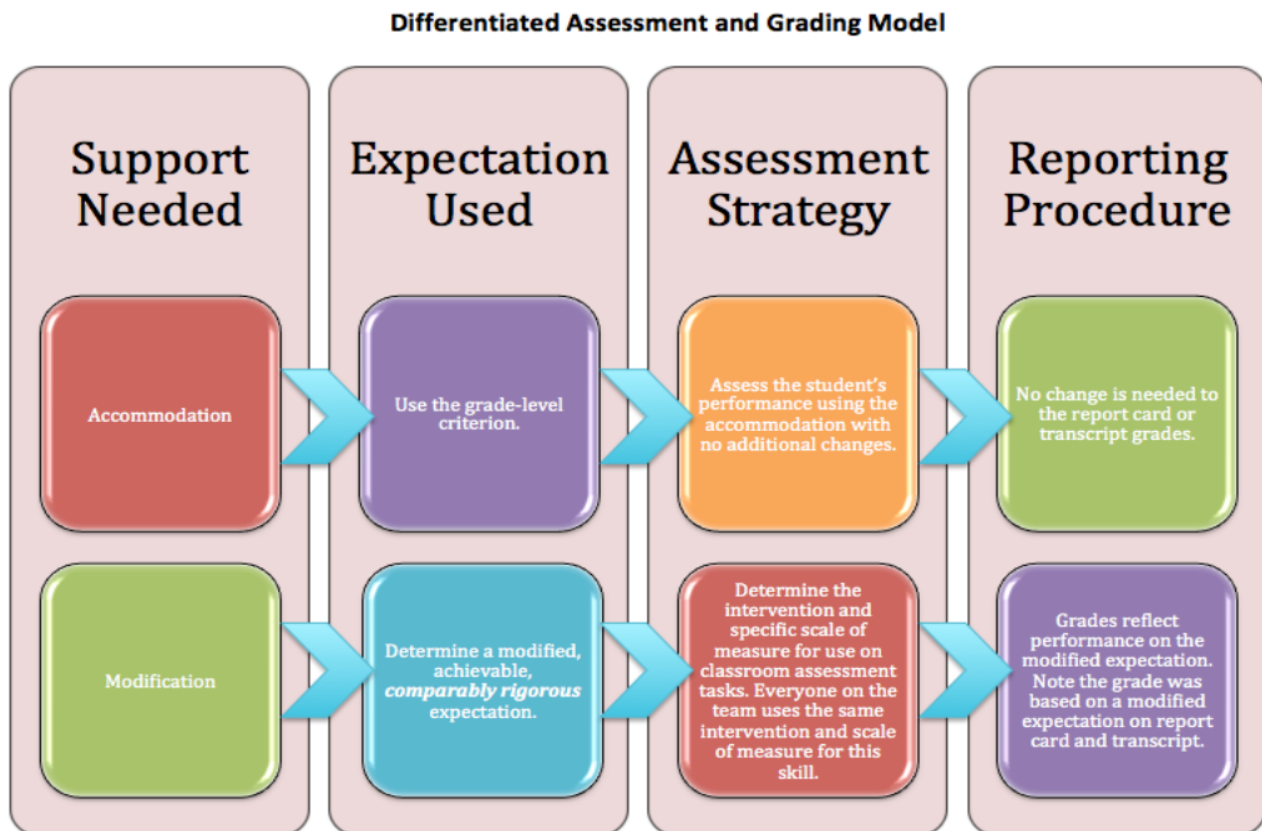 Differentiated Assessment and Grading Model
Support
Needed
Expectation
Used
Assessment
Strategy
Reporting
Procedure
Accommodation
Use the grade-level
criterion.
Assess the student's
performance using the
accommodation with
no additional changes.
No change is needed to
the report card or
transcript grades.
Modification
Determine a modified,
achievable,
comparably rigorous
expectation.
Determine the
intervention and
specific scale of
measure for use on
classroom assessment
tasks. Everyone on the
team uses the same
intervention and scale
of measure for this
skill.
Grades reflect
performance on the
modified expectation.
Note the grade was
based on a modified
expectation on report
card and transcript.